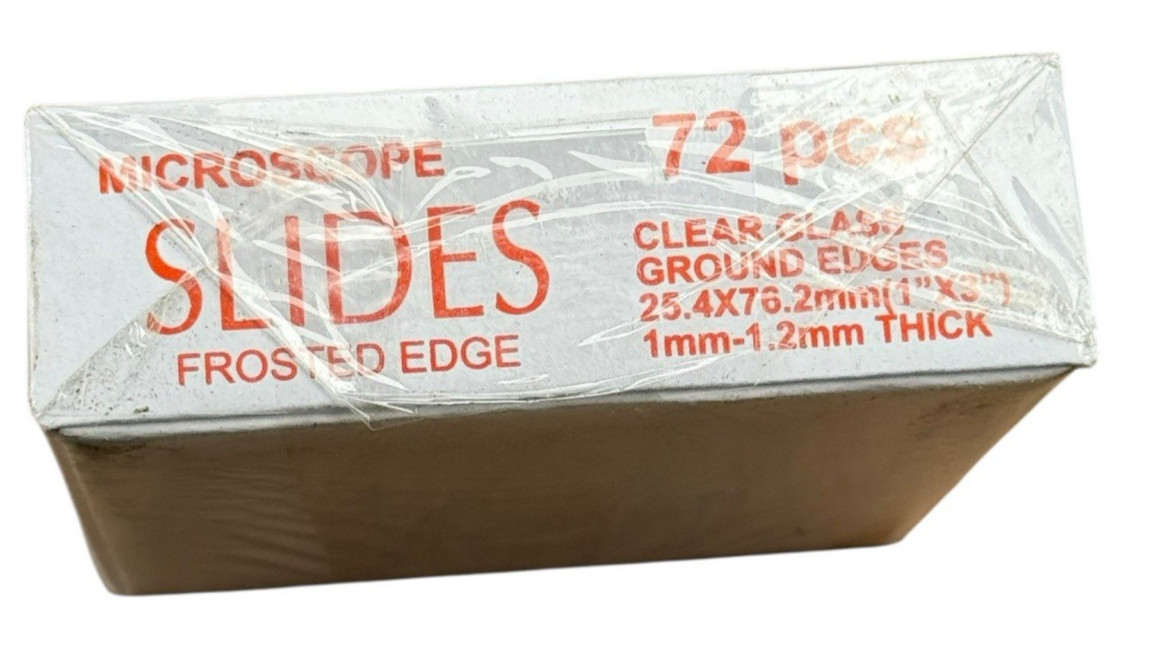 MICROSCOPE
SLIDES
FROSTED EDGE
72 pcs
CLEAR GLASS
GROUND EDGES
25.4X76.2mm(1"X3")
1mm-1.2mm THICK